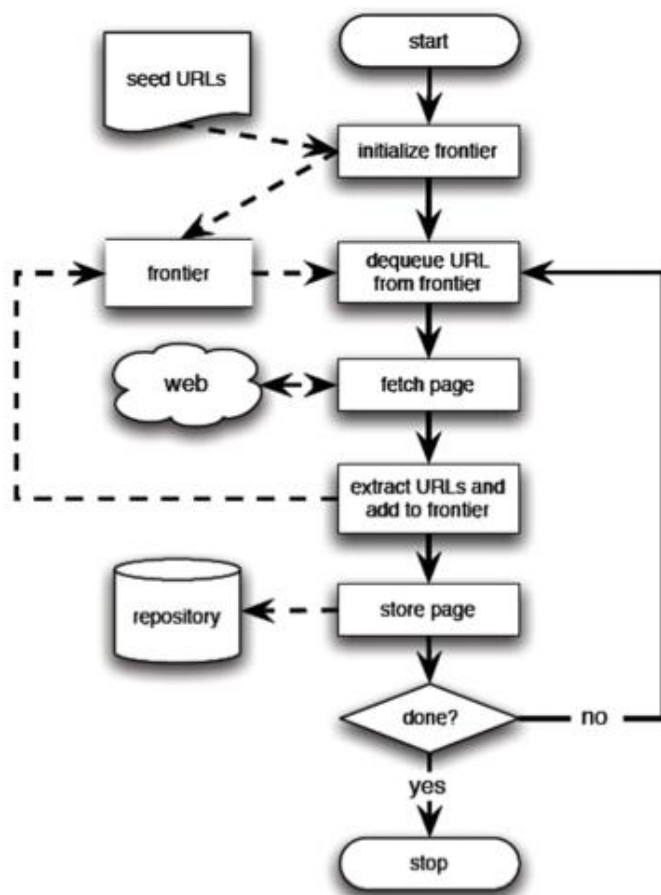 start
seed URLs
initialize frontier
frontier
dequeue URL
from frontier
web
fetch page
extract URLs and
add to frontier
repository
store page
done?
no
yes
stop